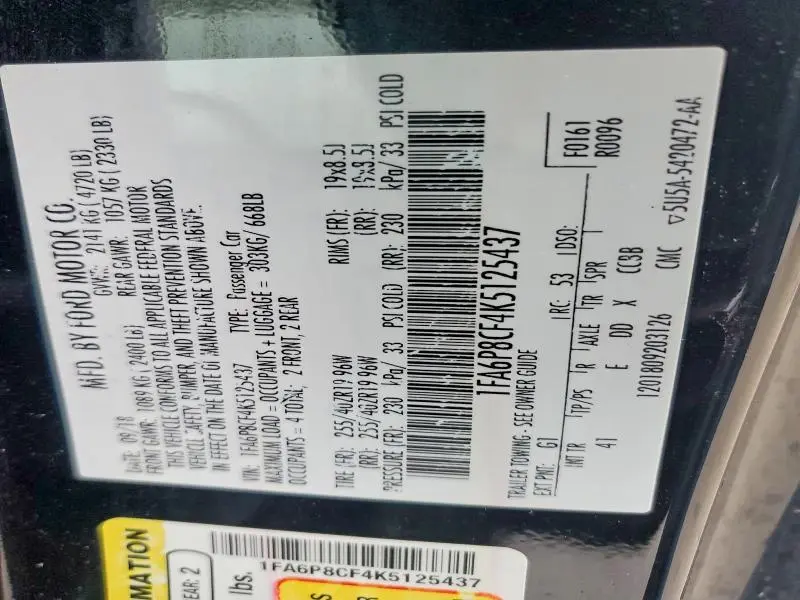 MFD. BY FORD MOTOR CO.
DATE: 09/18 GVWR: 2141 KG ( 4720 LB)
FRONT GAWR: 1089 KG ( 2400 LB) REAR GAWR: 1057 KG ( 2330 LB)
THIS VEHICLE CONFORMS TO ALL APPLICABLE FEDERAL MOTOR
VEHICLE SAFETY, BUMPER, AND THEFT PREVENTION STANDARDS
IN EFFECT ON THE DATE OF MANUFACTURE SHOWN ABOVE.
VIN: 1FA6P8CF4K5125437 TYPE: Passenger Car
MAXIMUM LOAD = OCCUPANTS + LUGGAGE = 303KG/ 668LB
OCCUPANTS = 4 TOTAL; 2 FRONT, 2 REAR
TIRE (FR): 255/40ZR19 96W RIMS (FR): 19x8.5J
(RR): 255/40ZR19 96W (RR): 19x8.5J
PRESSURE (FR): 230 kPa/ 33 PSI COLD (RR): 230 kPa/ 33 PSI COLD
1FA6P8CF4K5125437
TRAILER TOWING - SEE OWNER GUIDE
EXT PNT: G1 RC: 53 DSO: F0161
R0096
INT TR TP/PS R AXLE TR SPR
41 E DD X CC3B
1201809203126 CMC ▽5U5A-5420472-AA
MATION
EAR: 2
lbs.
1FA6P8CF4K5125437